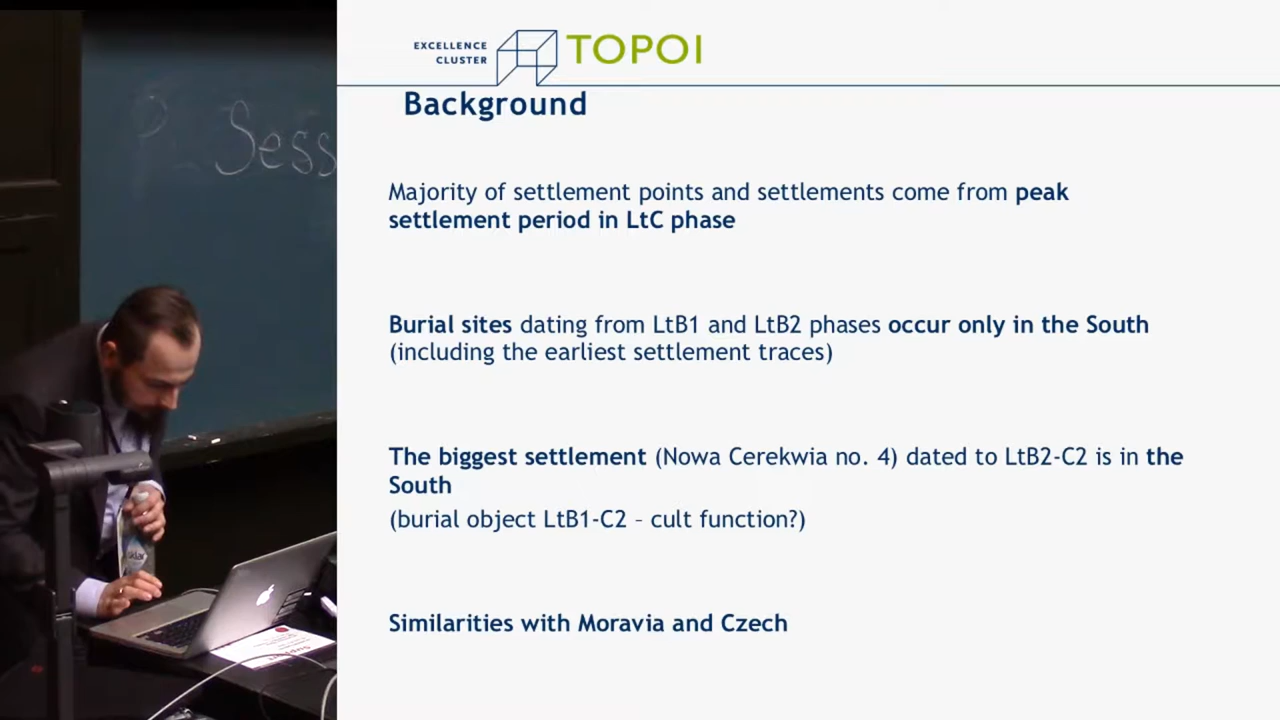 Sess
EXCELLENCE
CLUSTER
TOPOI
Background
Majority of settlement points and settlements come from peak
settlement period in LtC phase
Burial sites dating from LtB1 and LtB2 phases occur only in the South
(including the earliest settlement traces)
The biggest settlement (Nowa Cerekwia no. 4) dated to LtB2-C2 is in the
South
(burial object LtB1-C2 – cult function?)
Similarities with Moravia and Czech